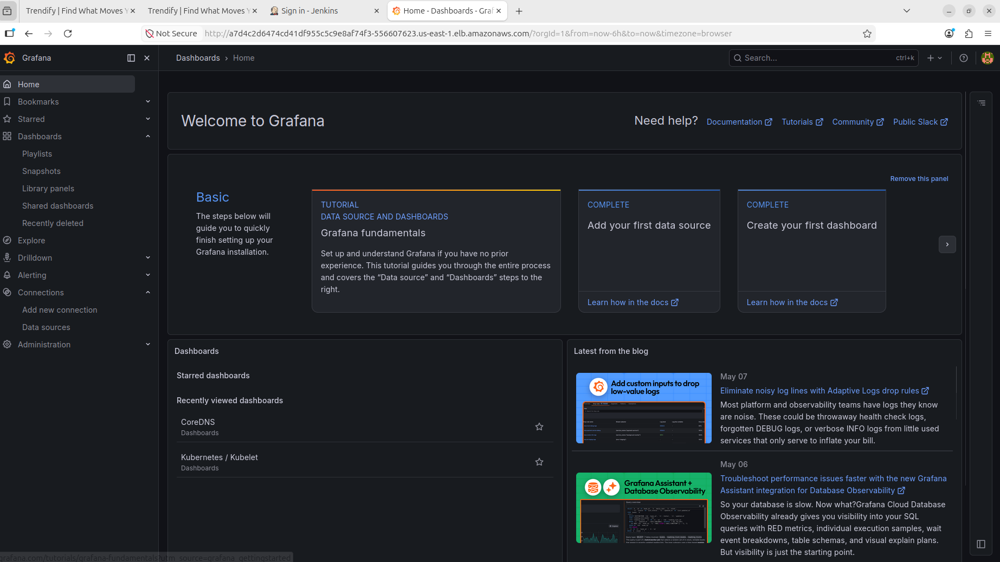 Trendify | Find What Moves Y
Trendify | Find What Moves Y
Sign in - Jenkins
Home - Dashboards - Graf
Not Secure
http://a7d4c2d6474cd41df955c5c9e8af74f3-556607623.us-east-1.elb.amazonaws.com/?orgId=1&from=now-6h&to=now&timezone=browser
Grafana
Dashboards › Home
Search...
ctrl+k
Home
Bookmarks
Starred
Dashboards
Playlists
Snapshots
Library panels
Shared dashboards
Recently deleted
Explore
Drilldown
Alerting
Connections
Add new connection
Data sources
Administration
Welcome to Grafana
Need help?
Documentation
Tutorials
Community
Public Slack
Remove this panel
Basic
The steps below will
guide you to quickly
finish setting up your
Grafana installation.
TUTORIAL
DATA SOURCE AND DASHBOARDS
Grafana fundamentals
Set up and understand Grafana if you have no prior
experience. This tutorial guides you through the entire process
and covers the “Data source” and “Dashboards” steps to the
right.
COMPLETE
Add your first data source
Learn how in the docs
COMPLETE
Create your first dashboard
Learn how in the docs
Dashboards
Starred dashboards
Recently viewed dashboards
CoreDNS
Dashboards
Kubernetes / Kubelet
Dashboards
Latest from the blog
Add custom inputs to drop
low-value logs
May 07
Eliminate noisy log lines with Adaptive Logs drop rules
Most platform and observability teams have logs they know
are noise. These could be throwaway health check logs,
forgotten DEBUG logs, or verbose INFO logs from little used
services that only serve to inflate your bill.
Grafana Assistant +
Database Observability
May 06
Troubleshoot performance issues faster with the new Grafana
Assistant integration for Database Observability
So your database is slow. Now what?Grafana Cloud Database
Observability already gives you visibility into your SQL
queries with RED metrics, individual execution samples, wait
event breakdowns, table schemas, and visual explain plans.
But visibility is just the starting point.
grafana.com/tutorials/grafana-fundamentals?utm_source=grafana_gettingstarted